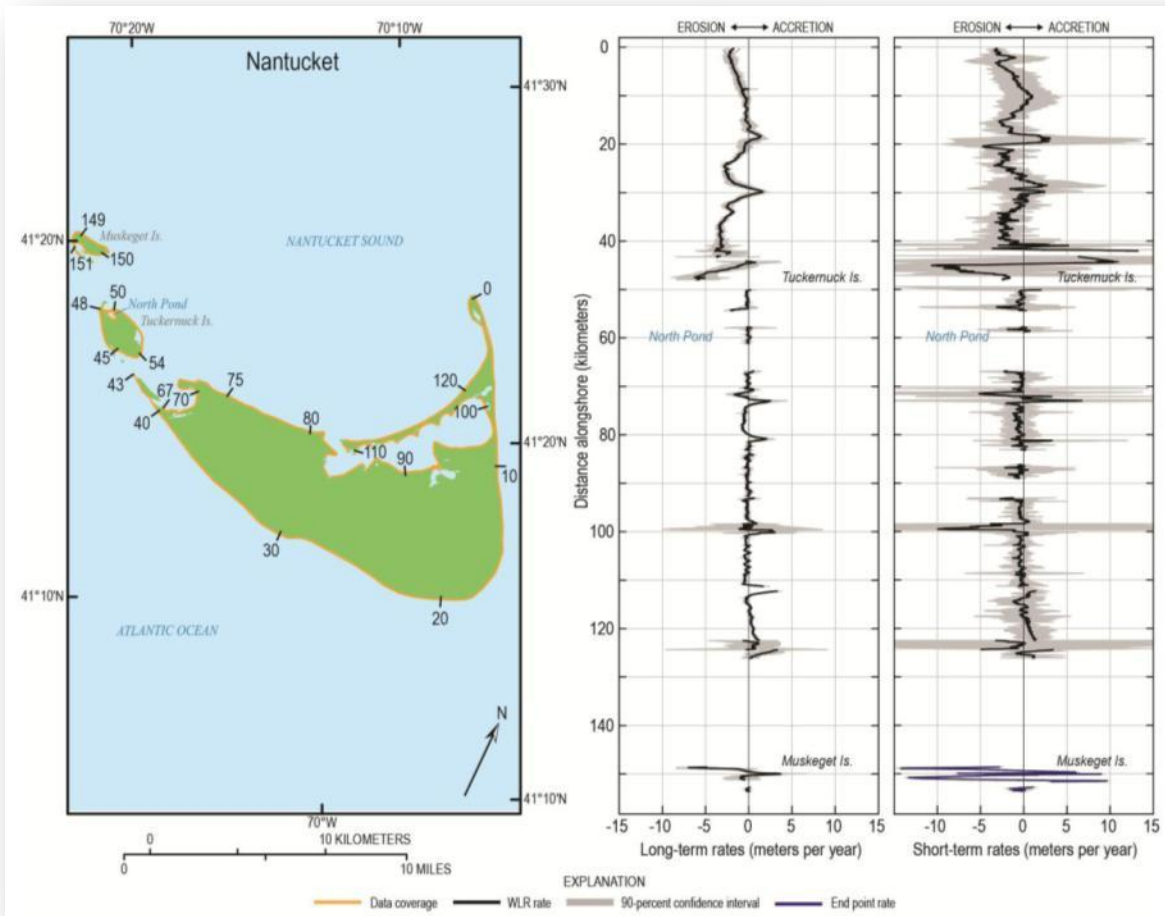 70°20'W
70°10'W
Nantucket
41°30'N
149
Muskeget Is.
41°20'N
151
150
NANTUCKET SOUND
48
50
North Pond
Tuckernuck Is.
0
45
54
43
67
75
120
70
40
80
100
41°20'N
110
90
10
30
41°10'N
20
ATLANTIC OCEAN
N
41°10'N
70°W
0
10 KILOMETERS
0
10 MILES
EROSION
ACCRETION
Distance alongshore (kilometers)
0
20
40
60
80
100
120
140
Tuckernuck Is.
North Pond
Muskeget Is.
-15
-10
-5
0
5
10
15
Long-term rates (meters per year)
EROSION
ACCRETION
Tuckernuck Is.
North Pond
Muskeget Is.
-10
-5
0
5
10
15
Short-term rates (meters per year)
EXPLANATION
Data coverage
WLR rate
90-percent confidence interval
End point rate